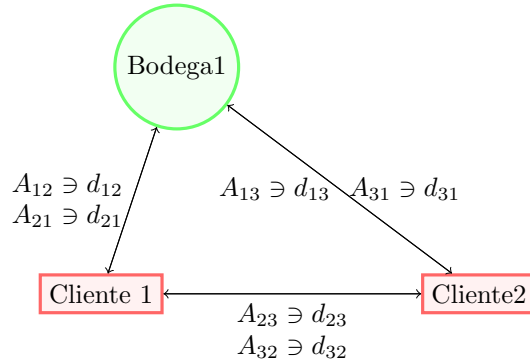 Bodega1
A₁₂ ∋ d₁₂
A₂₁ ∋ d₂₁
A₁₃ ∋ d₁₃
A₃₁ ∋ d₃₁
Cliente 1
Cliente2
A₂₃ ∋ d₂₃
A₃₂ ∋ d₃₂